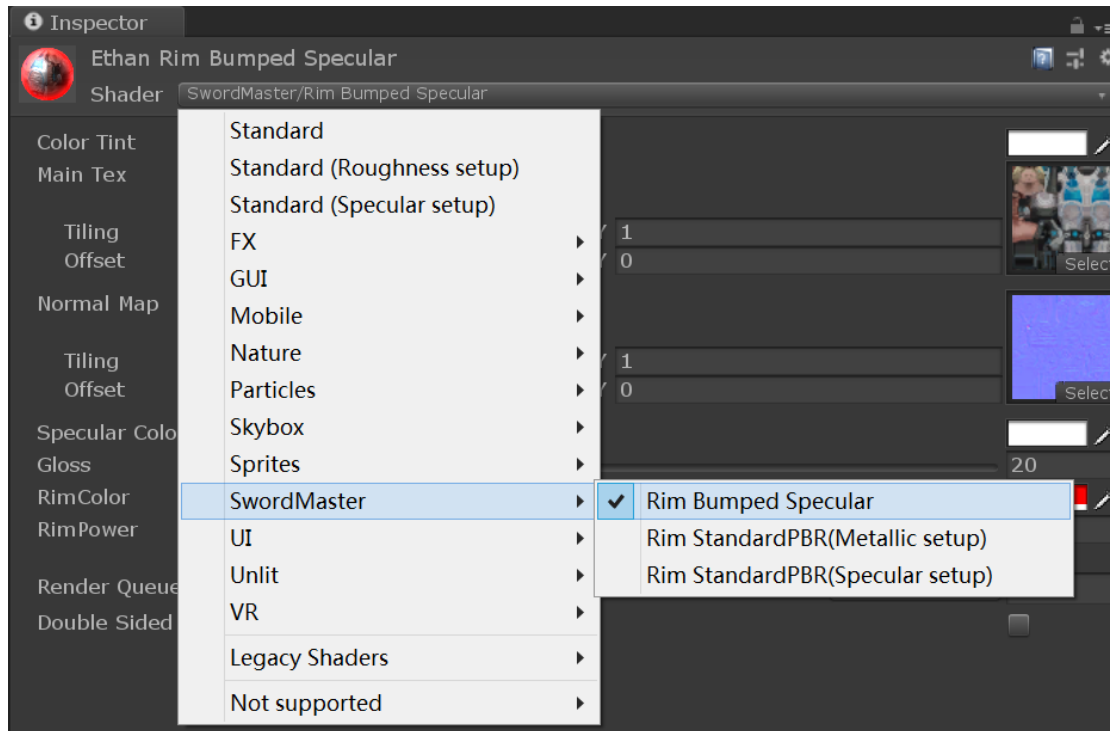 Inspector
Ethan Rim Bumped Specular
Shader SwordMaster/Rim Bumped Specular
Color Tint
Main Tex
Tiling
Y 1
Offset
Y 0
Select
Normal Map
Tiling
Y 1
Offset
Y 0
Select
Specular Colo
Gloss
20
RimColor
RimPower
Render Queue
Double Sided
Standard
Standard (Roughness setup)
Standard (Specular setup)
FX
GUI
Mobile
Nature
Particles
Skybox
Sprites
SwordMaster
UI
Unlit
VR
Legacy Shaders
Not supported
Rim Bumped Specular
Rim StandardPBR(Metallic setup)
Rim StandardPBR(Specular setup)